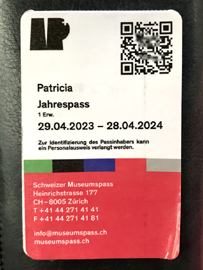 Patricia
Jahrespass
1 Erw.
29.04.2023 – 28.04.2024
Zur Identifizierung des Passinhabers kann
ein Personalausweis verlangt werden.
Schweizer Museumspass
Heinrichstrasse 177
CH – 8005 Zürich
T +41 44 271 41 41
F +41 44 271 41 81
info@museumspass.ch
museumspass.ch